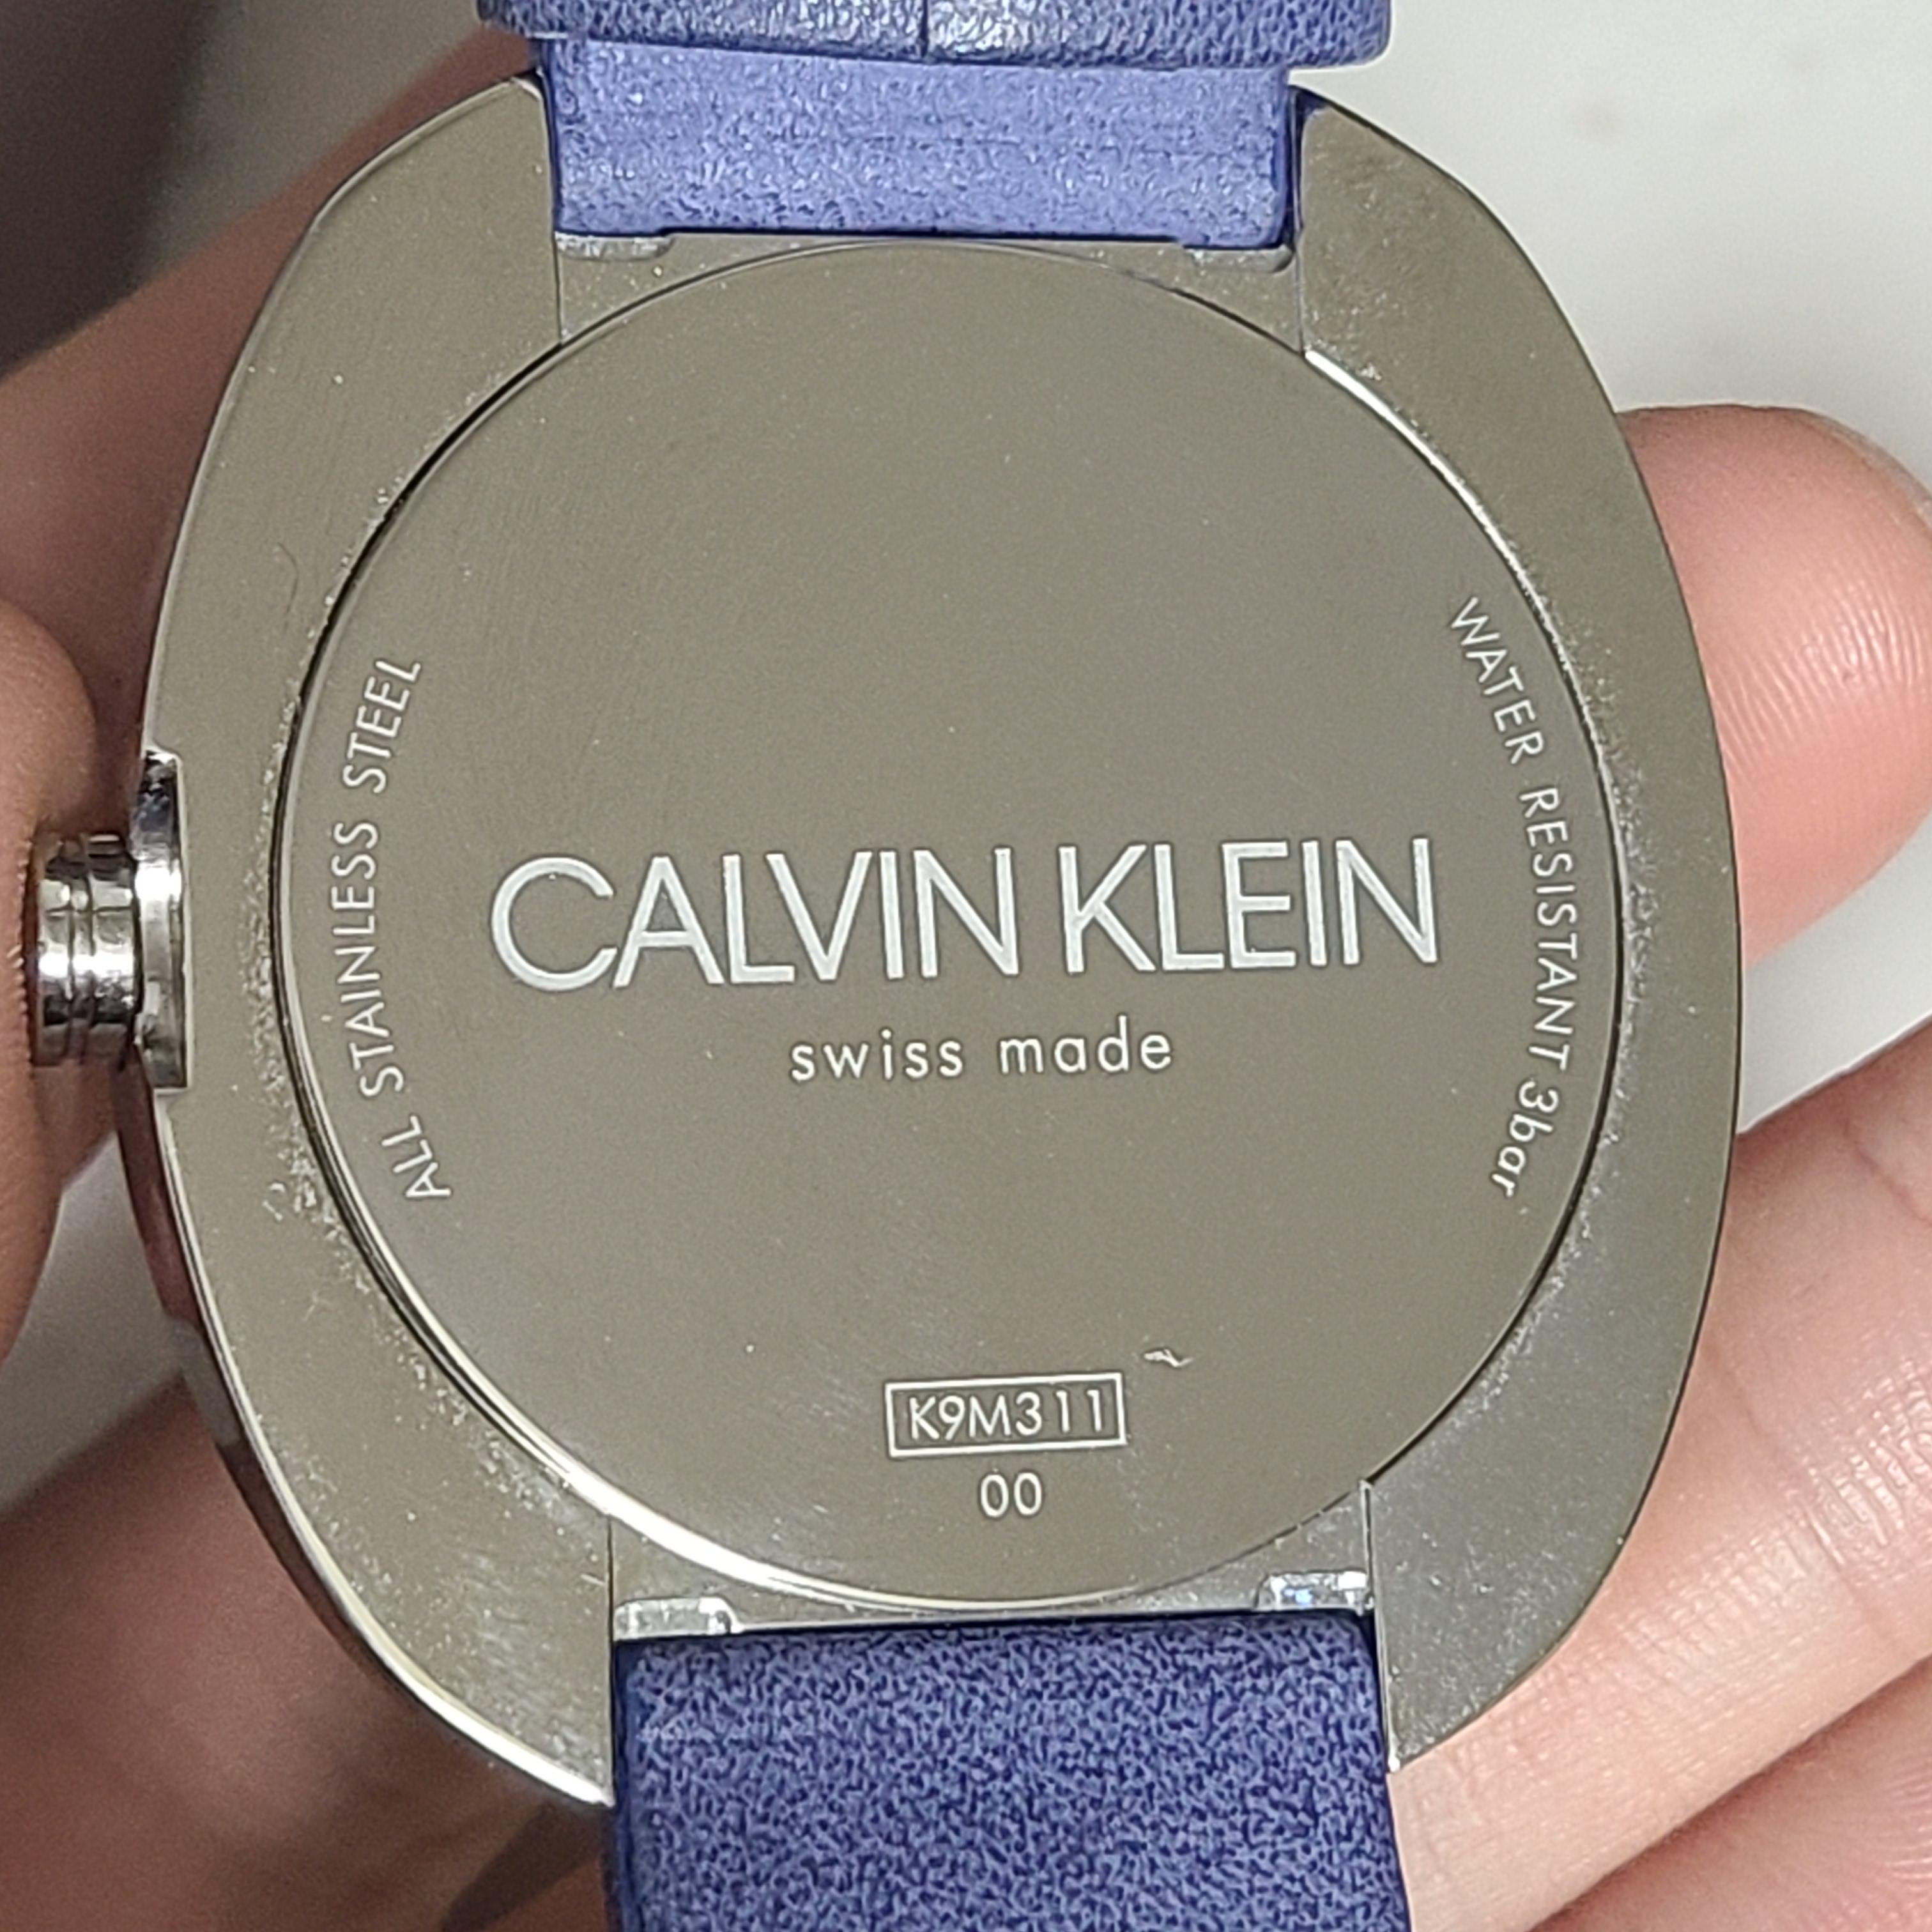 ALL STAINLESS STEEL
WATER RESISTANT 3bar
CALVIN KLEIN
swiss made
K9M311
00